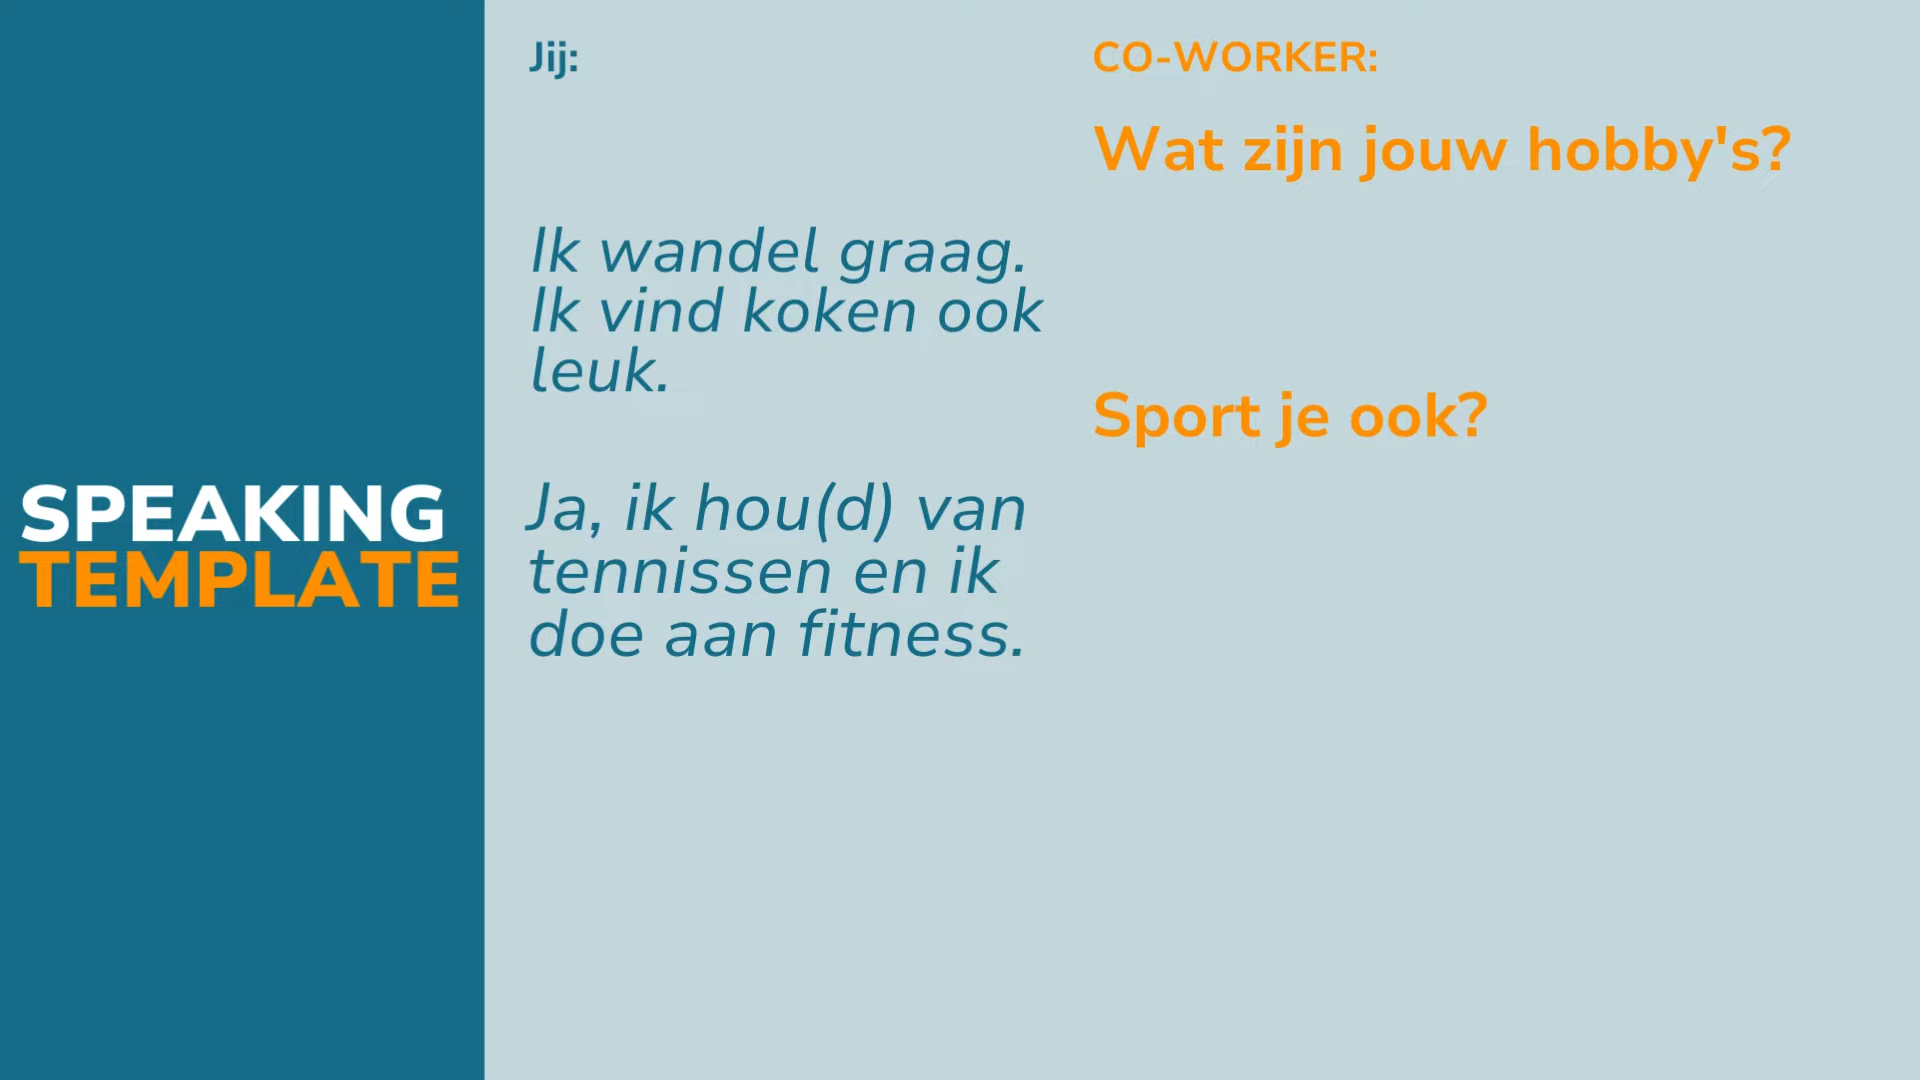 SPEAKING
TEMPLATE
Jij:
CO-WORKER:
Wat zijn jouw hobby's?
Ik wandel graag.
Ik vind koken ook
leuk.
Sport je ook?
Ja, ik hou(d) van
tennissen en ik
doe aan fitness.